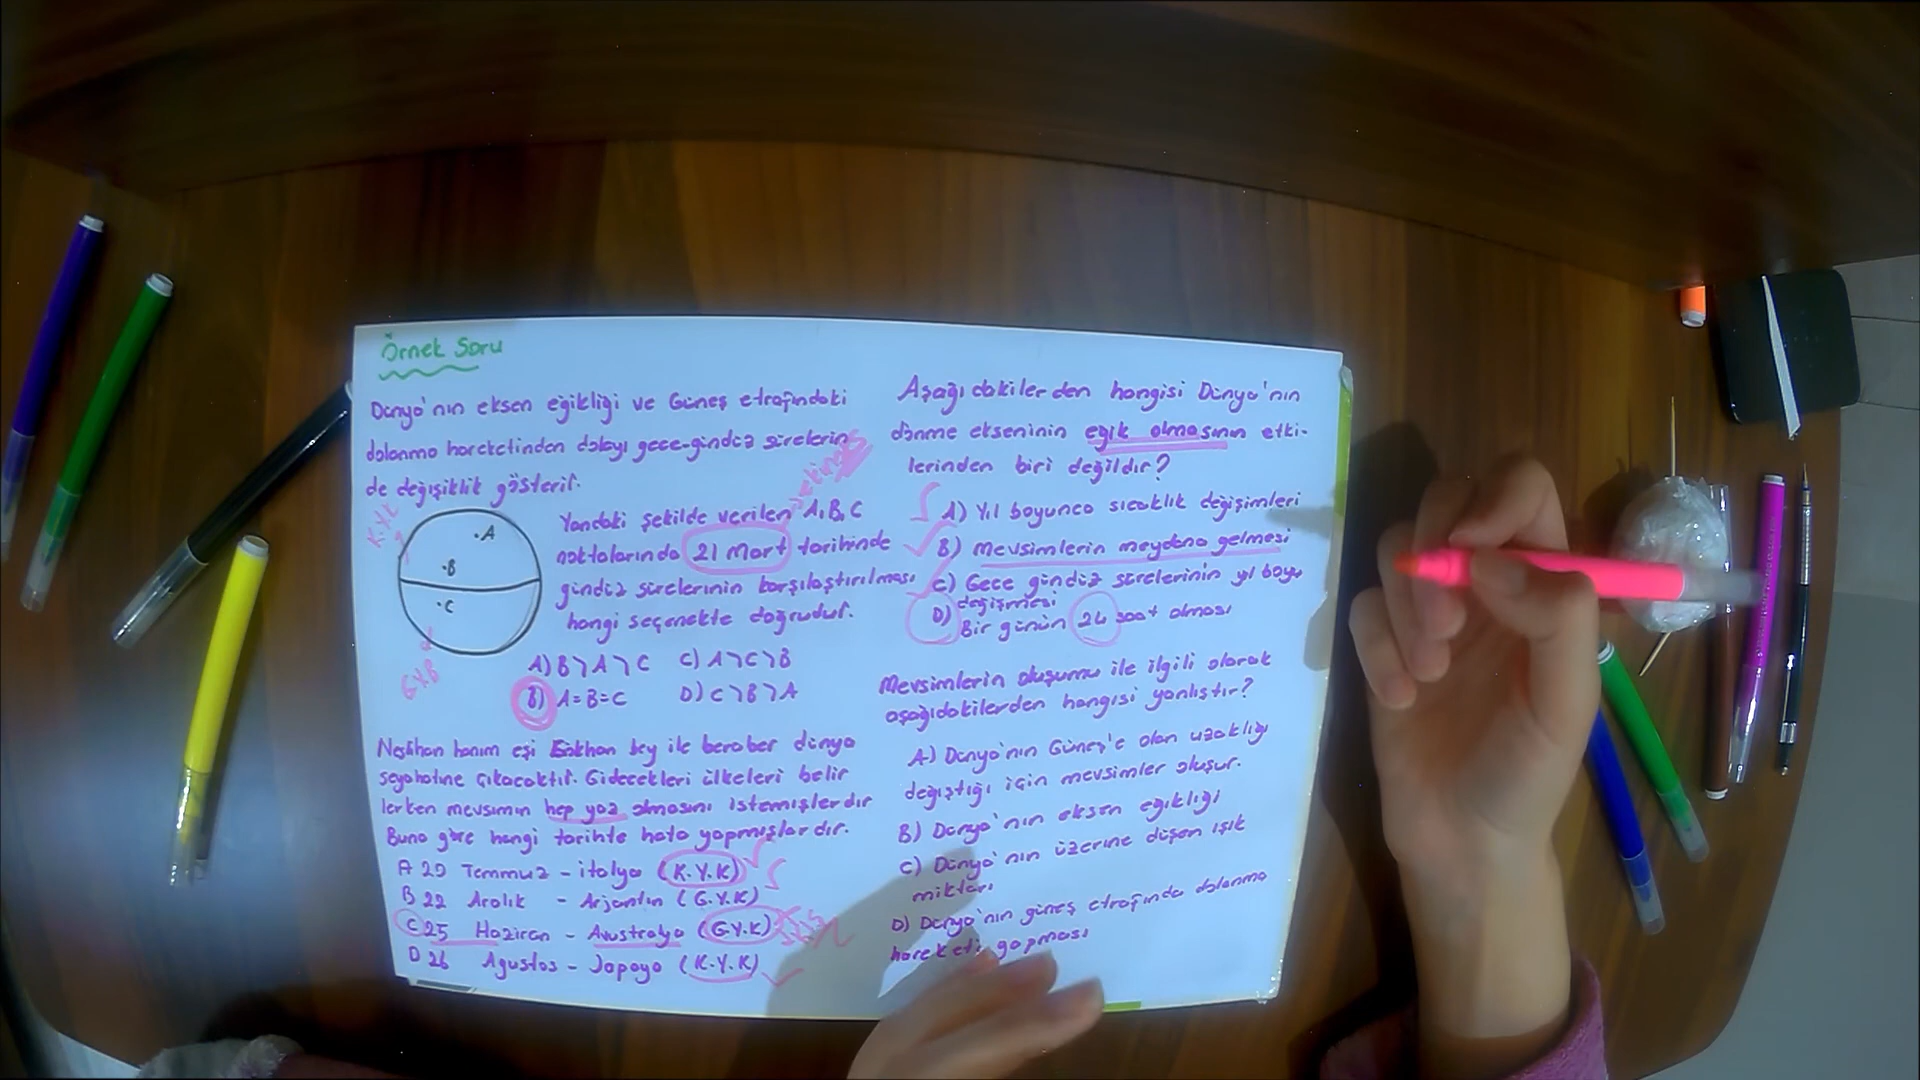 Örnek Soru
Dünya'nın eksen eğikliği ve Güneş etrafındaki
dolanma hareketinden dolayı gece-gündüz sürelerin
de değişiklik gösterir.
K.Y.K
A
B
C
G.Y.K
Yandaki şekilde verilen A,B,C
noktalarında 21 Mart tarihinde
gündüz sürelerinin karşılaştırılması
hangi seçenekte doğrudur.
A) B > A > C C) A > C > B
B) A = B = C D) C > B > A
Neslihan hanım eşi Gökhan bey ile beraber dünya
seyahatine çıkacaktır. Gidecekleri ülkeleri belir
lerken mevsimin hep yaz olmasını istemişlerdir
Buna göre hangi tarihte hata yapmışlardır.
A 20 Temmuz - italya (K.Y.K)
B 22 Aralık - Arjantin (G.Y.K)
C 25 Haziran - Avustralya (G.Y.K)
D 26 Agustos - Japoya (K.Y.K)
Aşağıdakilerden hangisi Dünya'nın
dönme ekseninin eğik olmasının etki-
lerinden biri değildir?
A) Yıl boyunca sıcaklık değişimleri
B) Mevsimlerin meydana gelmesi
C) Gece gündüz sürelerinin yıl boyu
değişmesi
D) Bir günün 24 saat olması
Mevsimlerin oluşumu ile ilgili olarak
aşağıdakilerden hangisi yanlıştır?
A) Dünya'nın Güneş'e olan uzaklığı
değiştiği için mevsimler oluşur.
B) Dünya'nın eksen eğikliği
C) Dünya'nın üzerine düşen ışık
miktarı
D) Dünya'nın güneş etrafında dolanma
hareketi yapması